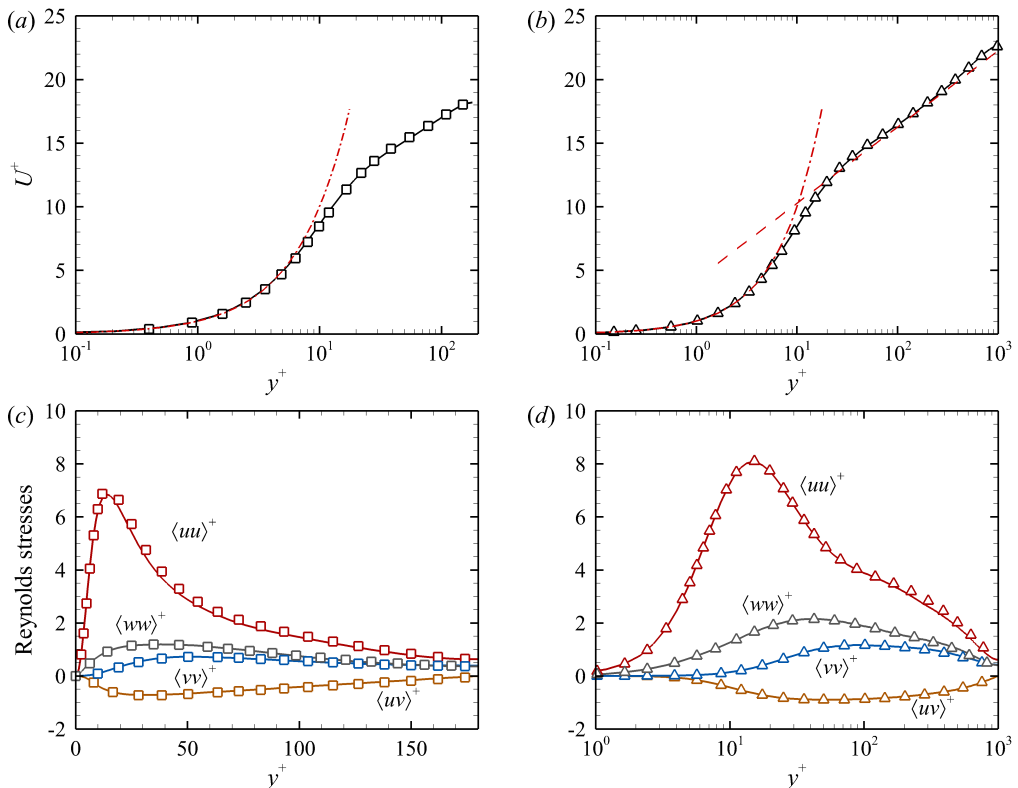 (a)
25
20
15
10
5
0
U⁺
10⁻¹ 10⁰ 10¹ 10²
y⁺
(b)
25
20
15
10
5
0
10⁻¹ 10⁰ 10¹ 10² 10³
y⁺
(c)
10
8
6
4
2
0
-2
Reynolds stresses
⟨uu⟩⁺
⟨ww⟩⁺
⟨vv⟩⁺
⟨uv⟩⁺
0 50 100 150
y⁺
(d)
10
8
6
4
2
0
-2
⟨uu⟩⁺
⟨ww⟩⁺
⟨vv⟩⁺
⟨uv⟩⁺
10⁰ 10¹ 10² 10³
y⁺